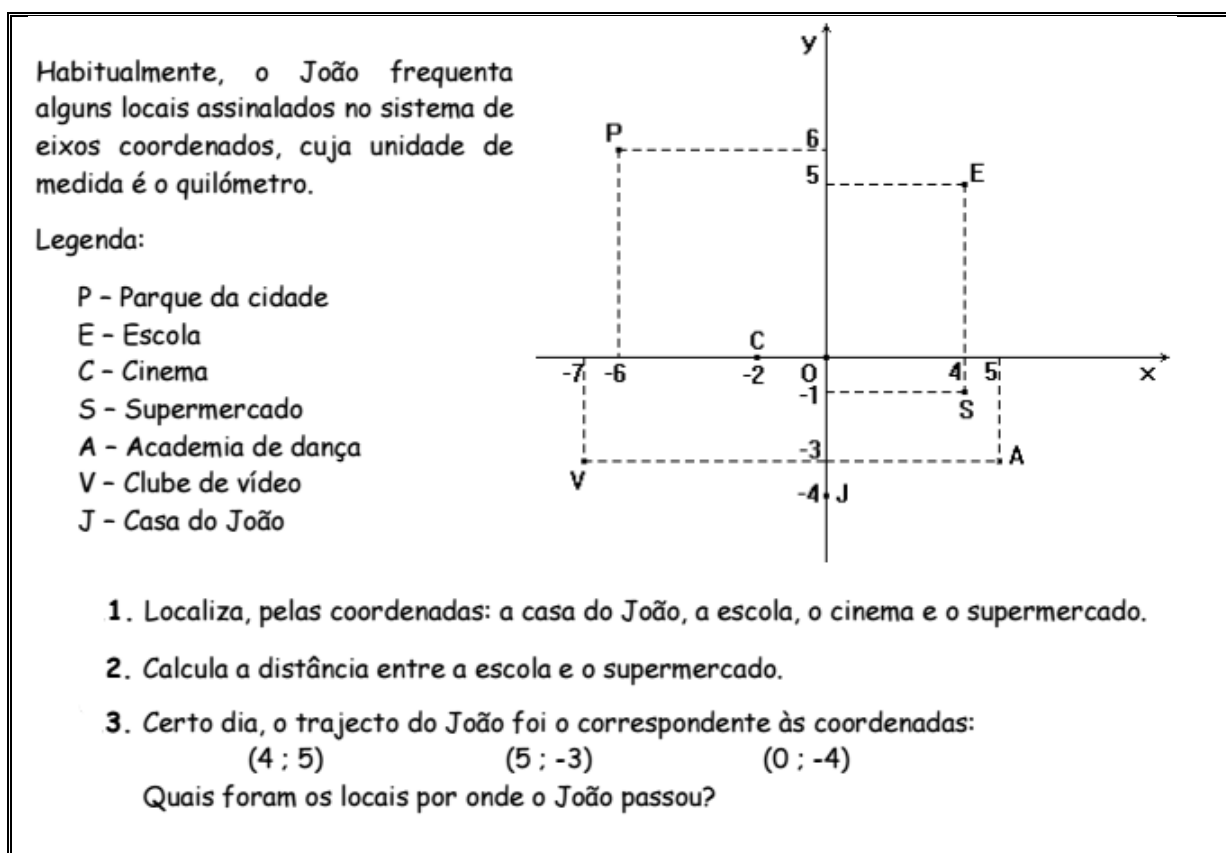 Habitualmente, o João frequenta
alguns locais assinalados no sistema de
eixos coordenados, cuja unidade de
medida é o quilómetro.
Legenda:
P – Parque da cidade
E – Escola
C – Cinema
S – Supermercado
A – Academia de dança
V – Clube de vídeo
J – Casa do João
y
P
6
5
E
C
-7
-6
-2
0
4
5
x
-1
S
-3
A
V
-4
J
1. Localiza, pelas coordenadas: a casa do João, a escola, o cinema e o supermercado.
2. Calcula a distância entre a escola e o supermercado.
3. Certo dia, o trajecto do João foi o correspondente às coordenadas:
(4 ; 5) (5 ; -3) (0 ; -4)
Quais foram os locais por onde o João passou?